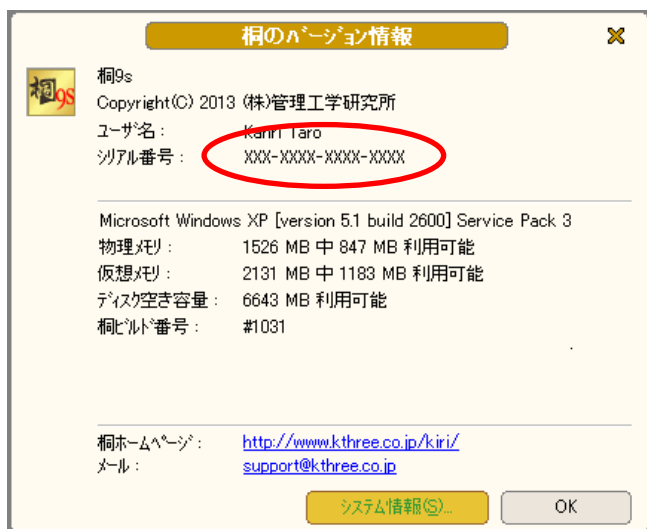 桐のﾊﾞｰｼﾞｮﾝ情報
桐9s
桐9s
Copyright(C) 2013 (株)管理工学研究所
ﾕｰｻﾞ名 : Kanri Taro
ｼﾘｱﾙ番号 : XXX-XXXX-XXXX-XXXX
Microsoft Windows XP [version 5.1 build 2600] Service Pack 3
物理ﾒﾓﾘ : 1526 MB 中 847 MB 利用可能
仮想ﾒﾓﾘ : 2131 MB 中 1183 MB 利用可能
ﾃﾞｨｽｸ空き容量 : 6643 MB 利用可能
桐ﾋﾞﾙﾄﾞ番号 : #1031
桐ﾎｰﾑﾍﾟｰｼﾞ : http://www.kthree.co.jp/kiri/
ﾒｰﾙ : support@kthree.co.jp
ｼｽﾃﾑ情報(S)... OK